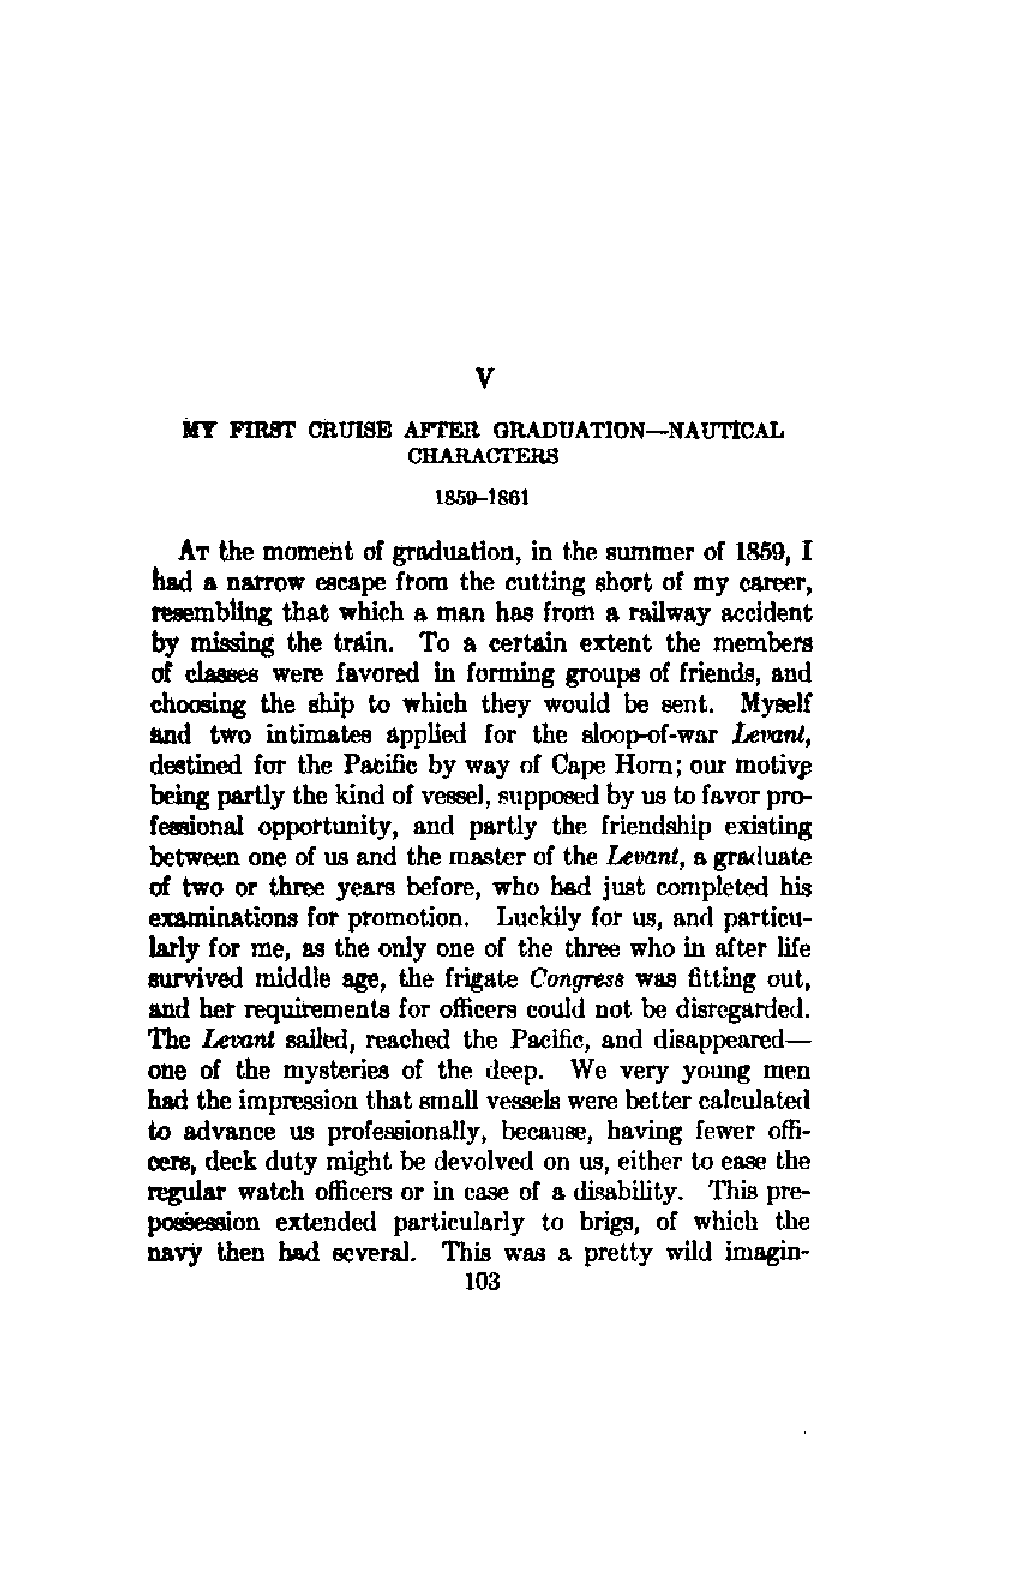 V
MY FIRST CRUISE AFTER GRADUATION—NAUTICAL
CHARACTERS
1859–1861
AT the moment of graduation, in the summer of 1859, I
had a narrow escape from the cutting short of my career,
resembling that which a man has from a railway accident
by missing the train. To a certain extent the members
of classes were favored in forming groups of friends, and
choosing the ship to which they would be sent. Myself
and two intimates applied for the sloop-of-war Levant,
destined for the Pacific by way of Cape Horn; our motive
being partly the kind of vessel, supposed by us to favor pro-
fessional opportunity, and partly the friendship existing
between one of us and the master of the Levant, a graduate
of two or three years before, who had just completed his
examinations for promotion. Luckily for us, and particu-
larly for me, as the only one of the three who in after life
survived middle age, the frigate Congress was fitting out,
and her requirements for officers could not be disregarded.
The Levant sailed, reached the Pacific, and disappeared—
one of the mysteries of the deep. We very young men
had the impression that small vessels were better calculated
to advance us professionally, because, having fewer offi-
cers, deck duty might be devolved on us, either to ease the
regular watch officers or in case of a disability. This pre-
possession extended particularly to brigs, of which the
navy then had several. This was a pretty wild imagin-
103